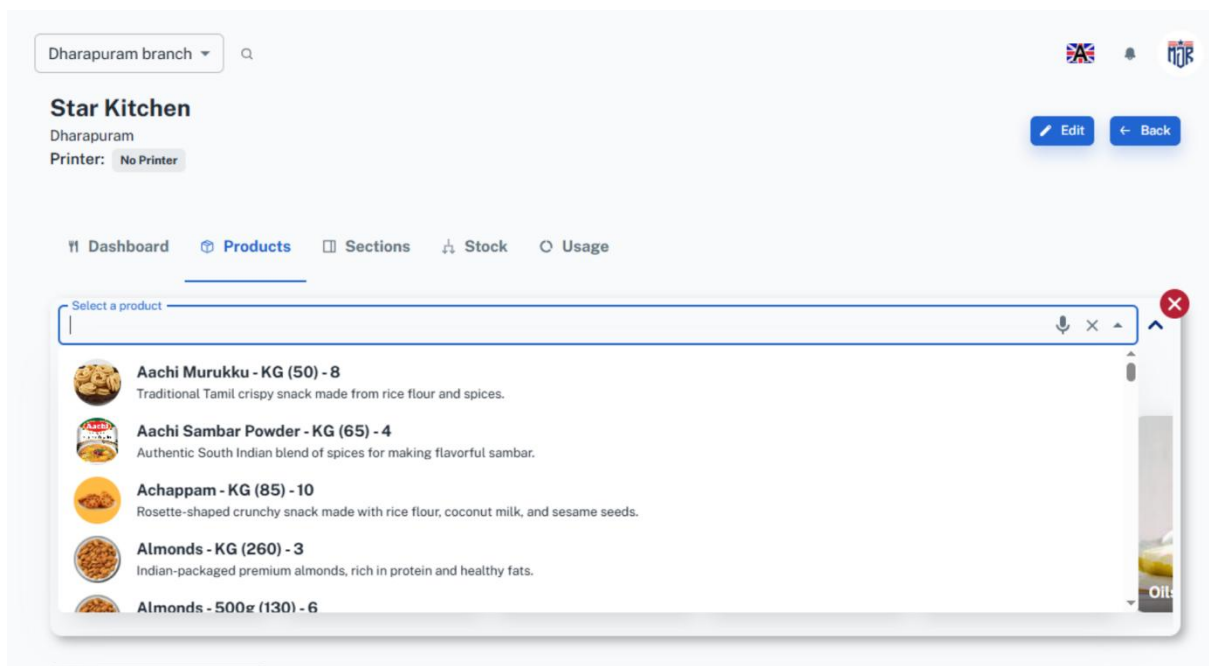 Dharapuram branch
A
MJR
Star Kitchen
Dharapuram
Printer: No Printer
Edit
Back
Dashboard
Products
Sections
Stock
Usage
Select a product
Aachi Murukku - KG (50) - 8
Traditional Tamil crispy snack made from rice flour and spices.
Aachi
Aachi Sambar Powder - KG (65) - 4
Authentic South Indian blend of spices for making flavorful sambar.
Achappam - KG (85) - 10
Rosette-shaped crunchy snack made with rice flour, coconut milk, and sesame seeds.
Almonds - KG (260) - 3
Indian-packaged premium almonds, rich in protein and healthy fats.
Almonds - 500g (130) - 6